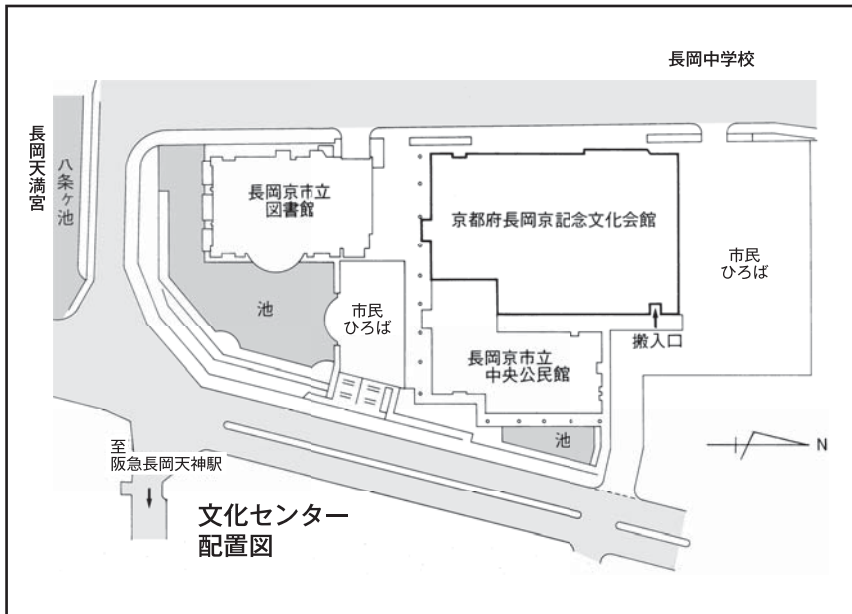 長岡中学校
長岡天満宮
八条ヶ池
長岡京市立
図書館
京都府長岡京記念文化会館
市民
ひろば
池
市民
ひろば
搬入口
長岡京市立
中央公民館
池
N
至
阪急長岡天神駅
文化センター
配置図